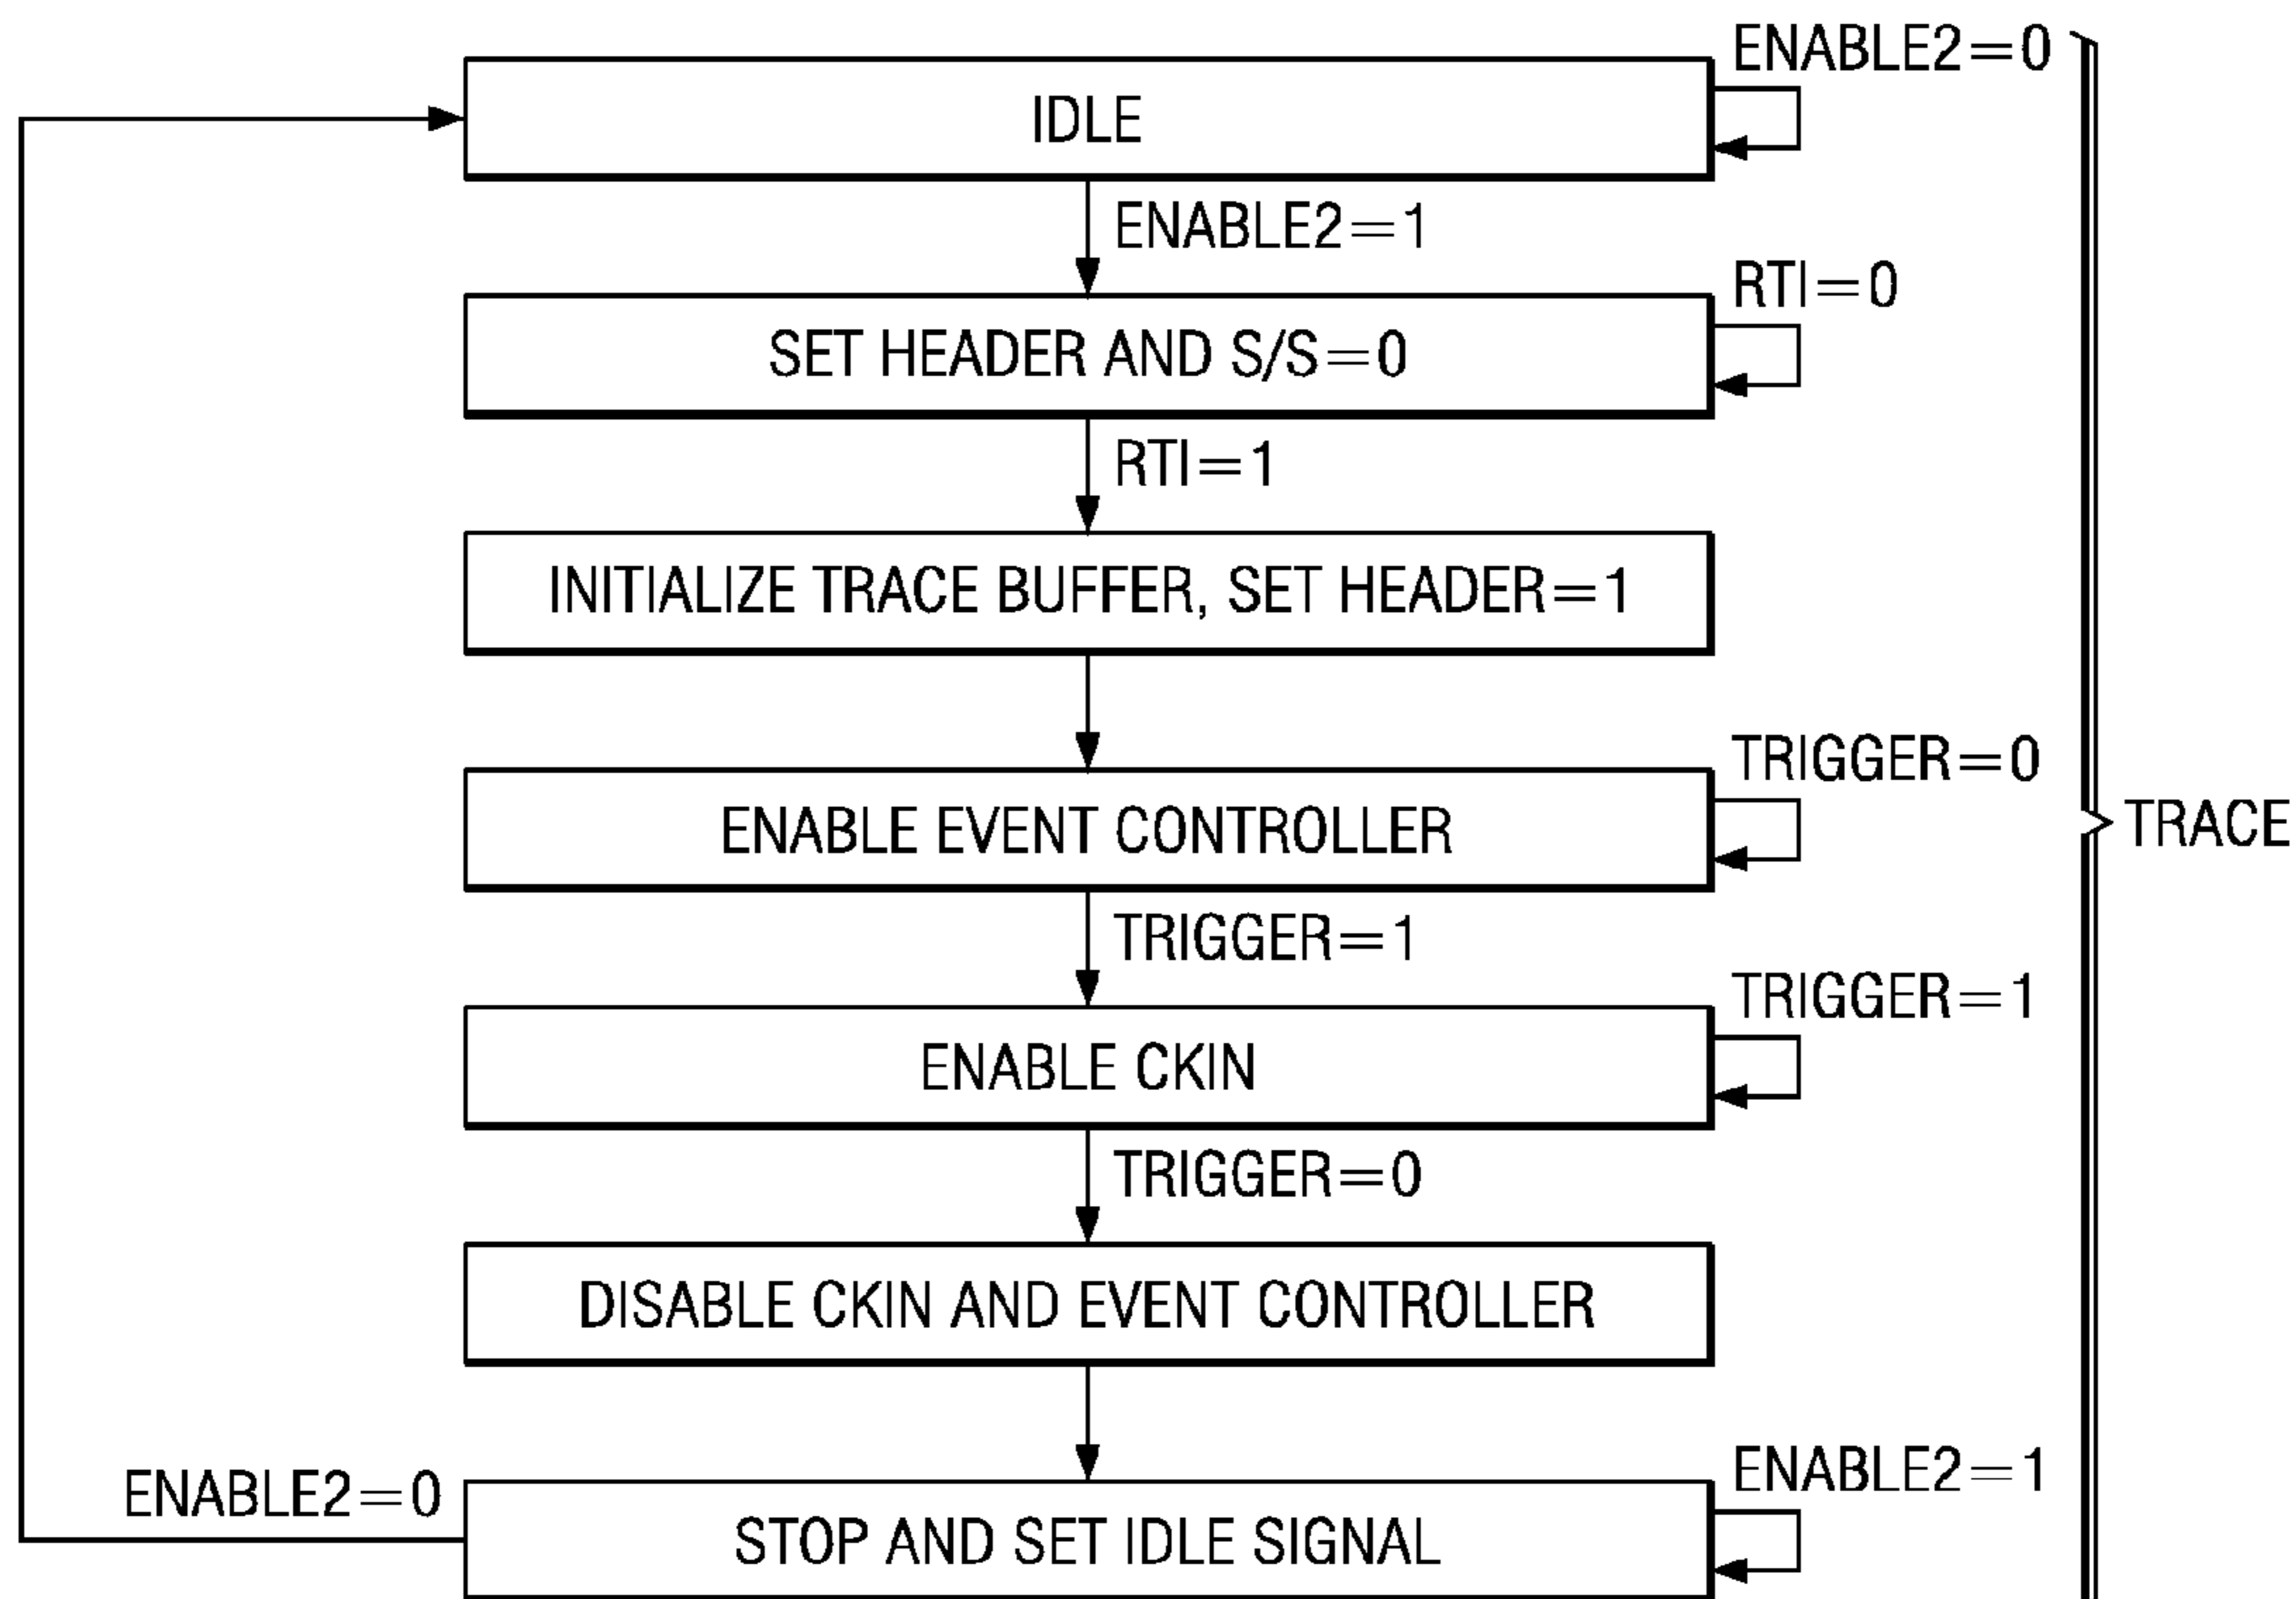 ENABLE2=0
IDLE
ENABLE2=1
RTI=0
SET HEADER AND S/S=0
RTI=1
INITIALIZE TRACE BUFFER, SET HEADER=1
TRIGGER=0
ENABLE EVENT CONTROLLER
TRACE
TRIGGER=1
TRIGGER=1
ENABLE CKIN
TRIGGER=0
DISABLE CKIN AND EVENT CONTROLLER
ENABLE2=1
ENABLE2=0
STOP AND SET IDLE SIGNAL